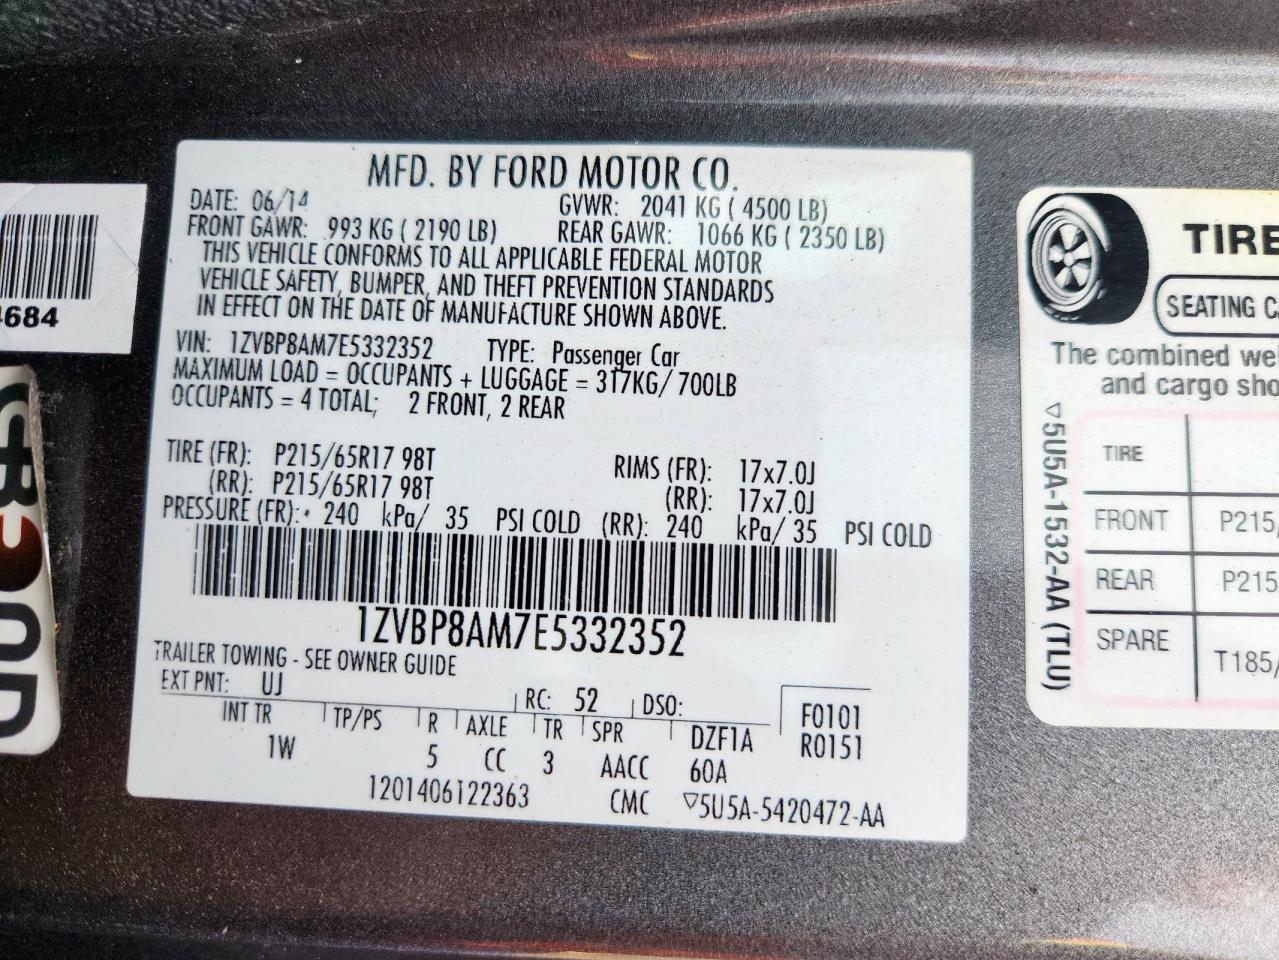 MFD. BY FORD MOTOR CO.
DATE: 06/14 GVWR: 2041 KG ( 4500 LB)
FRONT GAWR: 993 KG ( 2190 LB) REAR GAWR: 1066 KG ( 2350 LB)
THIS VEHICLE CONFORMS TO ALL APPLICABLE FEDERAL MOTOR
VEHICLE SAFETY, BUMPER, AND THEFT PREVENTION STANDARDS
IN EFFECT ON THE DATE OF MANUFACTURE SHOWN ABOVE.
VIN: 1ZVBP8AM7E5332352 TYPE: Passenger Car
MAXIMUM LOAD = OCCUPANTS + LUGGAGE = 317KG/ 700LB
OCCUPANTS = 4 TOTAL; 2 FRONT, 2 REAR
TIRE (FR): P215/65R17 98T RIMS (FR): 17x7.0J
(RR): P215/65R17 98T (RR): 17x7.0J
PRESSURE (FR): 240 kPa/ 35 PSI COLD (RR): 240 kPa/ 35 PSI COLD
1ZVBP8AM7E5332352
TRAILER TOWING - SEE OWNER GUIDE
EXT PNT: UJ RC: 52 DSO: F0101
INT TR TP/PS R AXLE TR SPR DZF1A R0151
1W 5 CC 3 AACC 60A
1201406122363 CMC ▽5U5A-5420472-AA
684
TIRE
SEATING
The combined
and cargo
▽5U5A-1532-AA (TLU)
TIRE
FRONT P215/
REAR P215
SPARE T185/